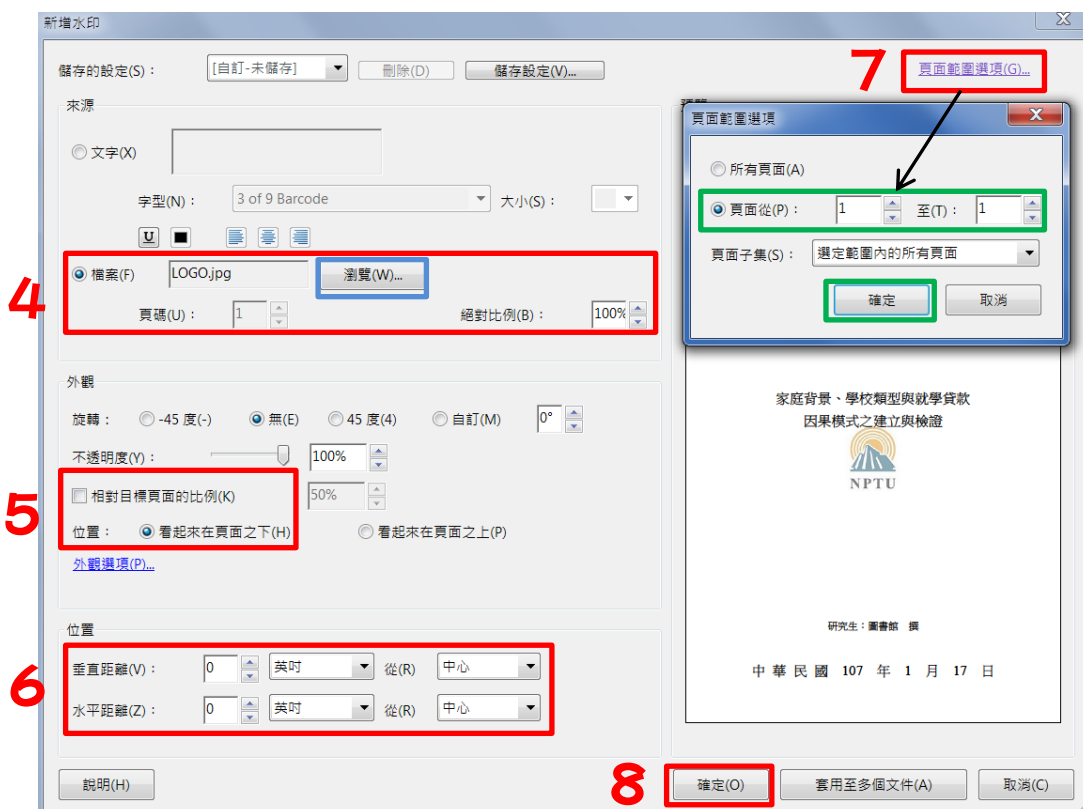 新增水印
儲存的設定(S)： [自訂-未儲存] 刪除(D) 儲存設定(V)... 7 頁面範圍選項(G)...
來源
文字(X)
字型(N)： 3 of 9 Barcode 大小(S)：
U
4
檔案(F) LOGO.jpg 瀏覽(W)...
頁碼(U)： 1 絕對比例(B)： 100%
外觀
旋轉： -45 度(-) 無(E) 45 度(4) 自訂(M) 0°
不透明度(Y)： 100%
5
相對目標頁面的比例(K) 50%
位置： 看起來在頁面之下(H) 看起來在頁面之上(P)
外觀選項(P)...
位置
6
垂直距離(V)： 0 英吋 從(R) 中心
水平距離(Z)： 0 英吋 從(R) 中心
頁面範圍選項
所有頁面(A)
頁面從(P)： 1 至(T)： 1
頁面子集(S)： 選定範圍內的所有頁面
確定 取消
家庭背景、學校類型與就學貸款
因果模式之建立與檢證
NPTU
研究生：圖書館 撰
中 華 民 國 107 年 1 月 17 日
說明(H) 8 確定(O) 套用至多個文件(A) 取消(C)